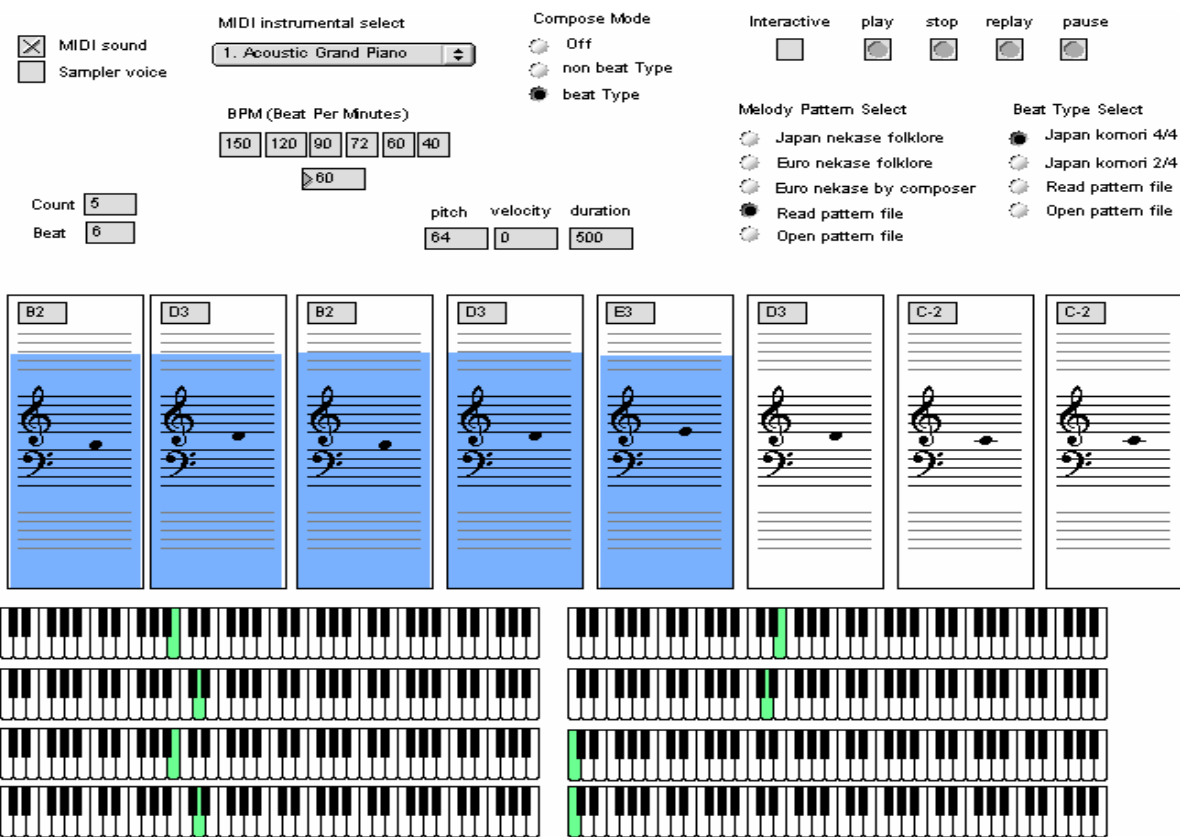 MIDI sound
Sampler voice
MIDI instrumental select
1. Acoustic Grand Piano
BPM (Beat Per Minutes)
150 120 90 72 60 40
60
Count 5
Beat 6
pitch velocity duration
64 0 500
Compose Mode
Off
non beat Type
beat Type
Interactive play stop replay pause
Melody Pattern Select
Japan nekase folklore
Euro nekase folklore
Euro nekase by composer
Read pattern file
Open pattern file
Beat Type Select
Japan komori 4/4
Japan komori 2/4
Read pattern file
Open pattern file
B2 D3 B2 D3 E3 D3 C-2 C-2